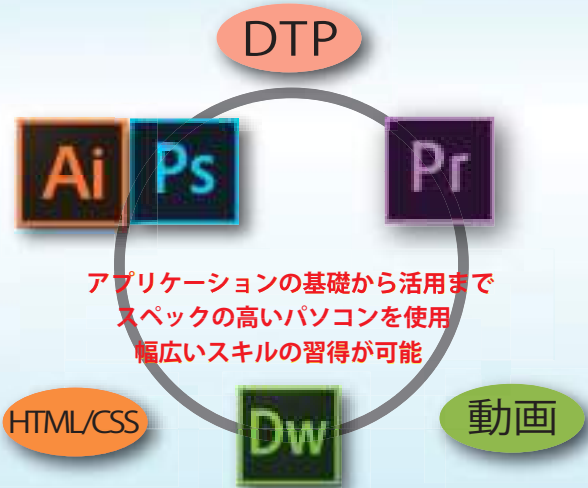 DTP
Ai
Ps
Pr
アプリケーションの基礎から活用まで
スペックの高いパソコンを使用
幅広いスキルの習得が可能
HTML/CSS
動画
Dw